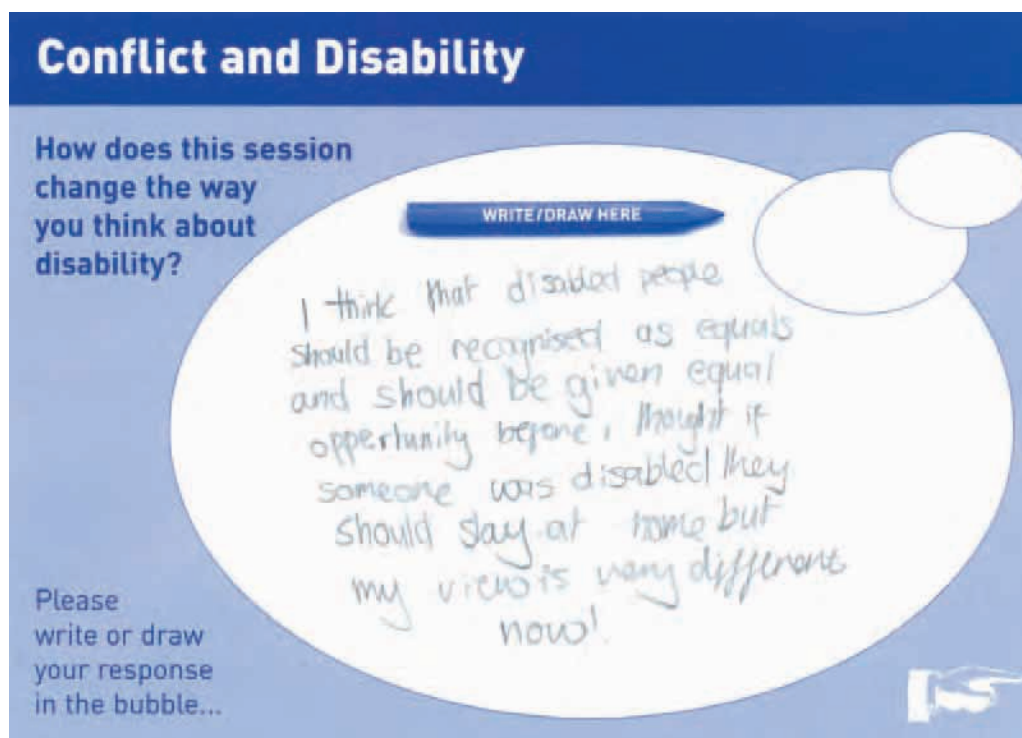 Conflict and Disability
How does this session
change the way
you think about
disability?
WRITE/DRAW HERE
I think that disabled people
should be recognised as equals
and should be given equal
oppertunity before i thought if
someone was disabled they
should stay at home but
my view is very different
now!
Please
write or draw
your response
in the bubble...